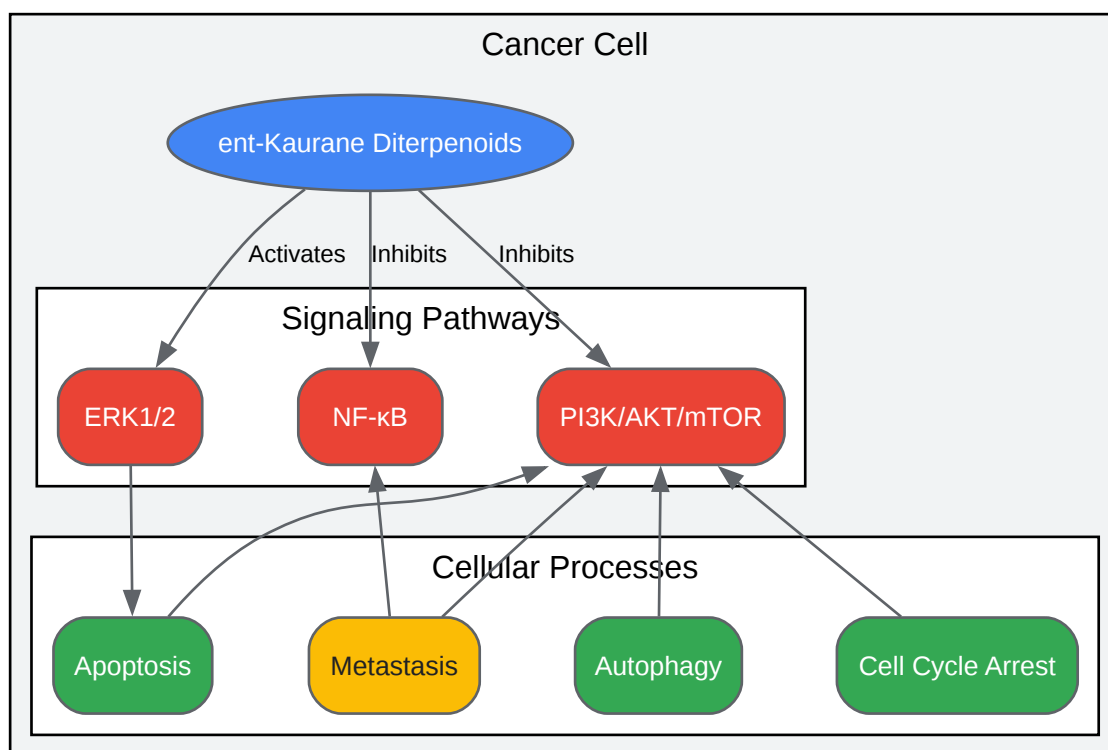 Cancer Cell
ent-Kaurane Diterpenoids
Activates
Inhibits
Inhibits
Signaling Pathways
ERK1/2
NF-κB
PI3K/AKT/mTOR
Cellular Processes
Apoptosis
Metastasis
Autophagy
Cell Cycle Arrest